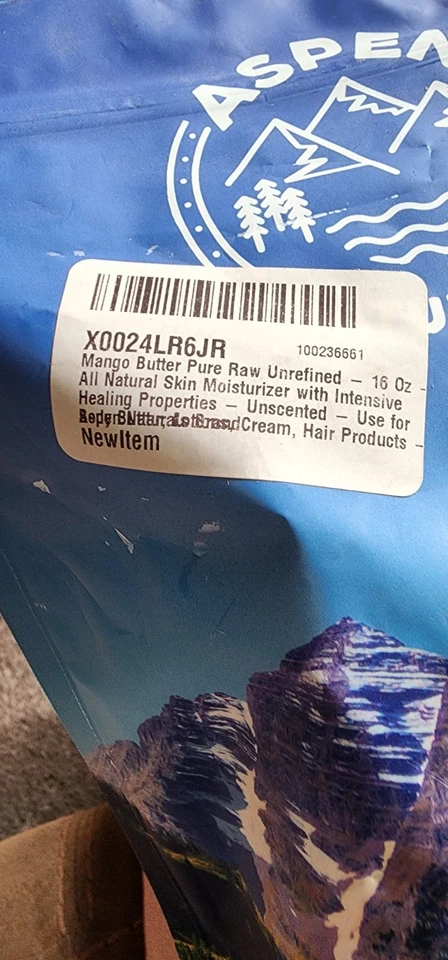 ASPEN
X0024LR6JR 100236661
Mango Butter Pure Raw Unrefined – 16 Oz –
All Natural Skin Moisturizer with Intensive
Healing Properties – Unscented – Use for
Cream, Hair Products -
NewItem